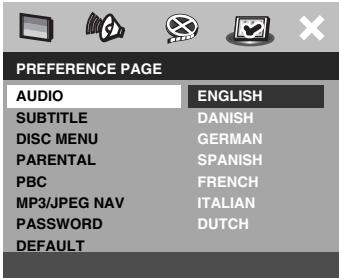 PREFERENCE PAGE
AUDIO ENGLISH
SUBTITLE DANISH
DISC MENU GERMAN
PARENTAL SPANISH
PBC FRENCH
MP3/JPEG NAV ITALIAN
PASSWORD DUTCH
DEFAULT